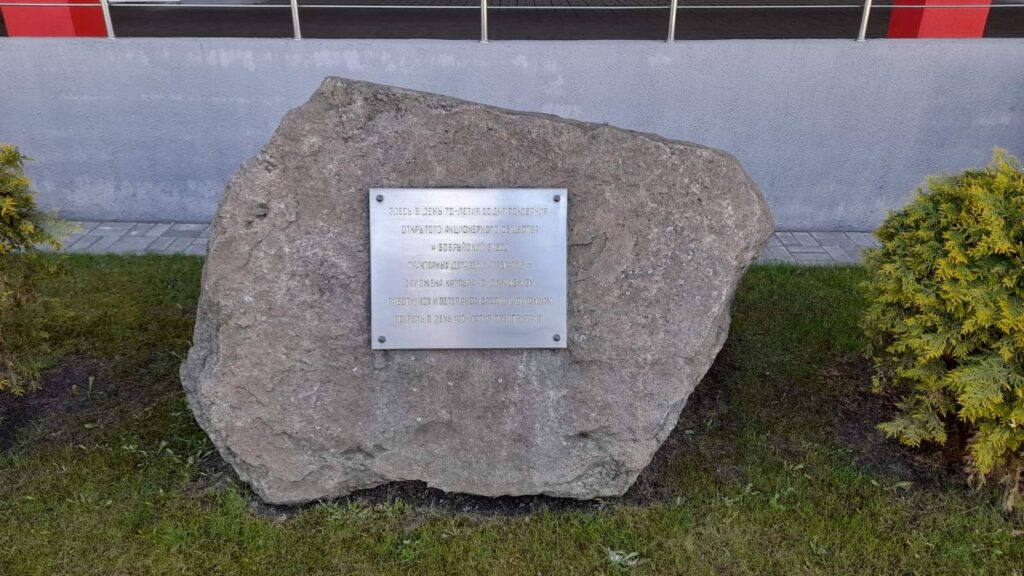 ЗДЕСЬ В ДЕНЬ 70-ЛЕТИЯ СО ДНЯ ОСНОВАНИЯ
ОТКРЫТОГО АКЦИОНЕРНОГО ОБЩЕСТВА
ЗАВОД
ТРАКТОРНЫХ ДЕТАЛЕЙ И АГРЕГАТОВ
ЗАЛОЖЕНА КАПСУЛА С ОБРАЩЕНИЕМ
РАБОТНИКОВ И ВЕТЕРАНОВ ЗАВОДА К ПОТОМКАМ
ВСКРЫТЬ В ДЕНЬ 100-ЛЕТИЯ ПРЕДПРИЯТИЯ